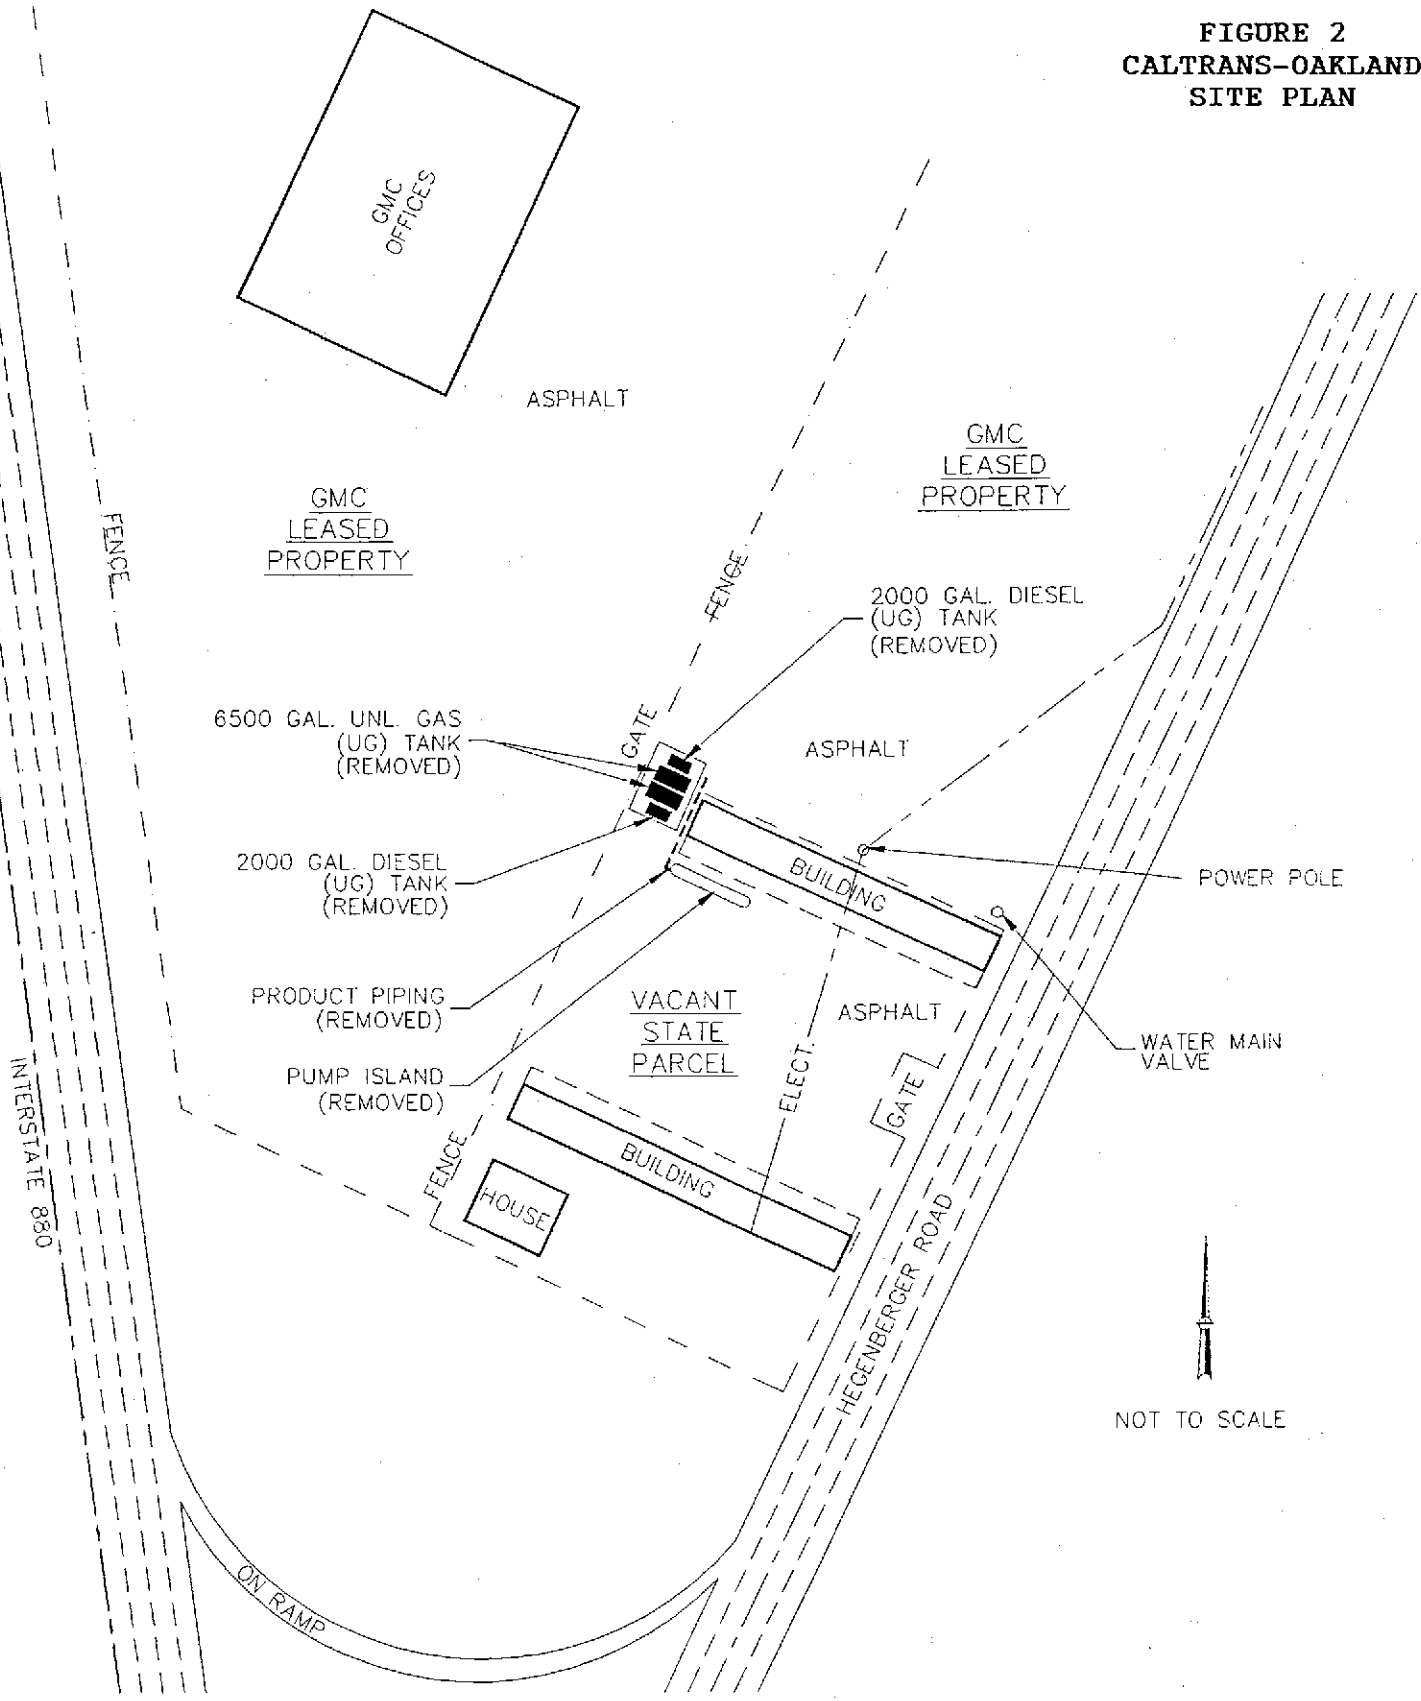 FIGURE 2
CALTRANS-OAKLAND
SITE PLAN
GMC
OFFICES
ASPHALT
GMC
LEASED
PROPERTY
GMC
LEASED
PROPERTY
FENCE
FENCE
2000 GAL. DIESEL
(UG) TANK
(REMOVED)
GATE
6500 GAL. UNL. GAS
(UG) TANK
(REMOVED)
ASPHALT
2000 GAL. DIESEL
(UG) TANK
(REMOVED)
BUILDING
POWER POLE
PRODUCT PIPING
(REMOVED)
VACANT
STATE
PARCEL
ASPHALT
WATER MAIN
VALVE
PUMP ISLAND
(REMOVED)
ELECT.
GATE
INTERSTATE 880
FENCE
BUILDING
HOUSE
HEGENBERGER ROAD
NOT TO SCALE
ON RAMP